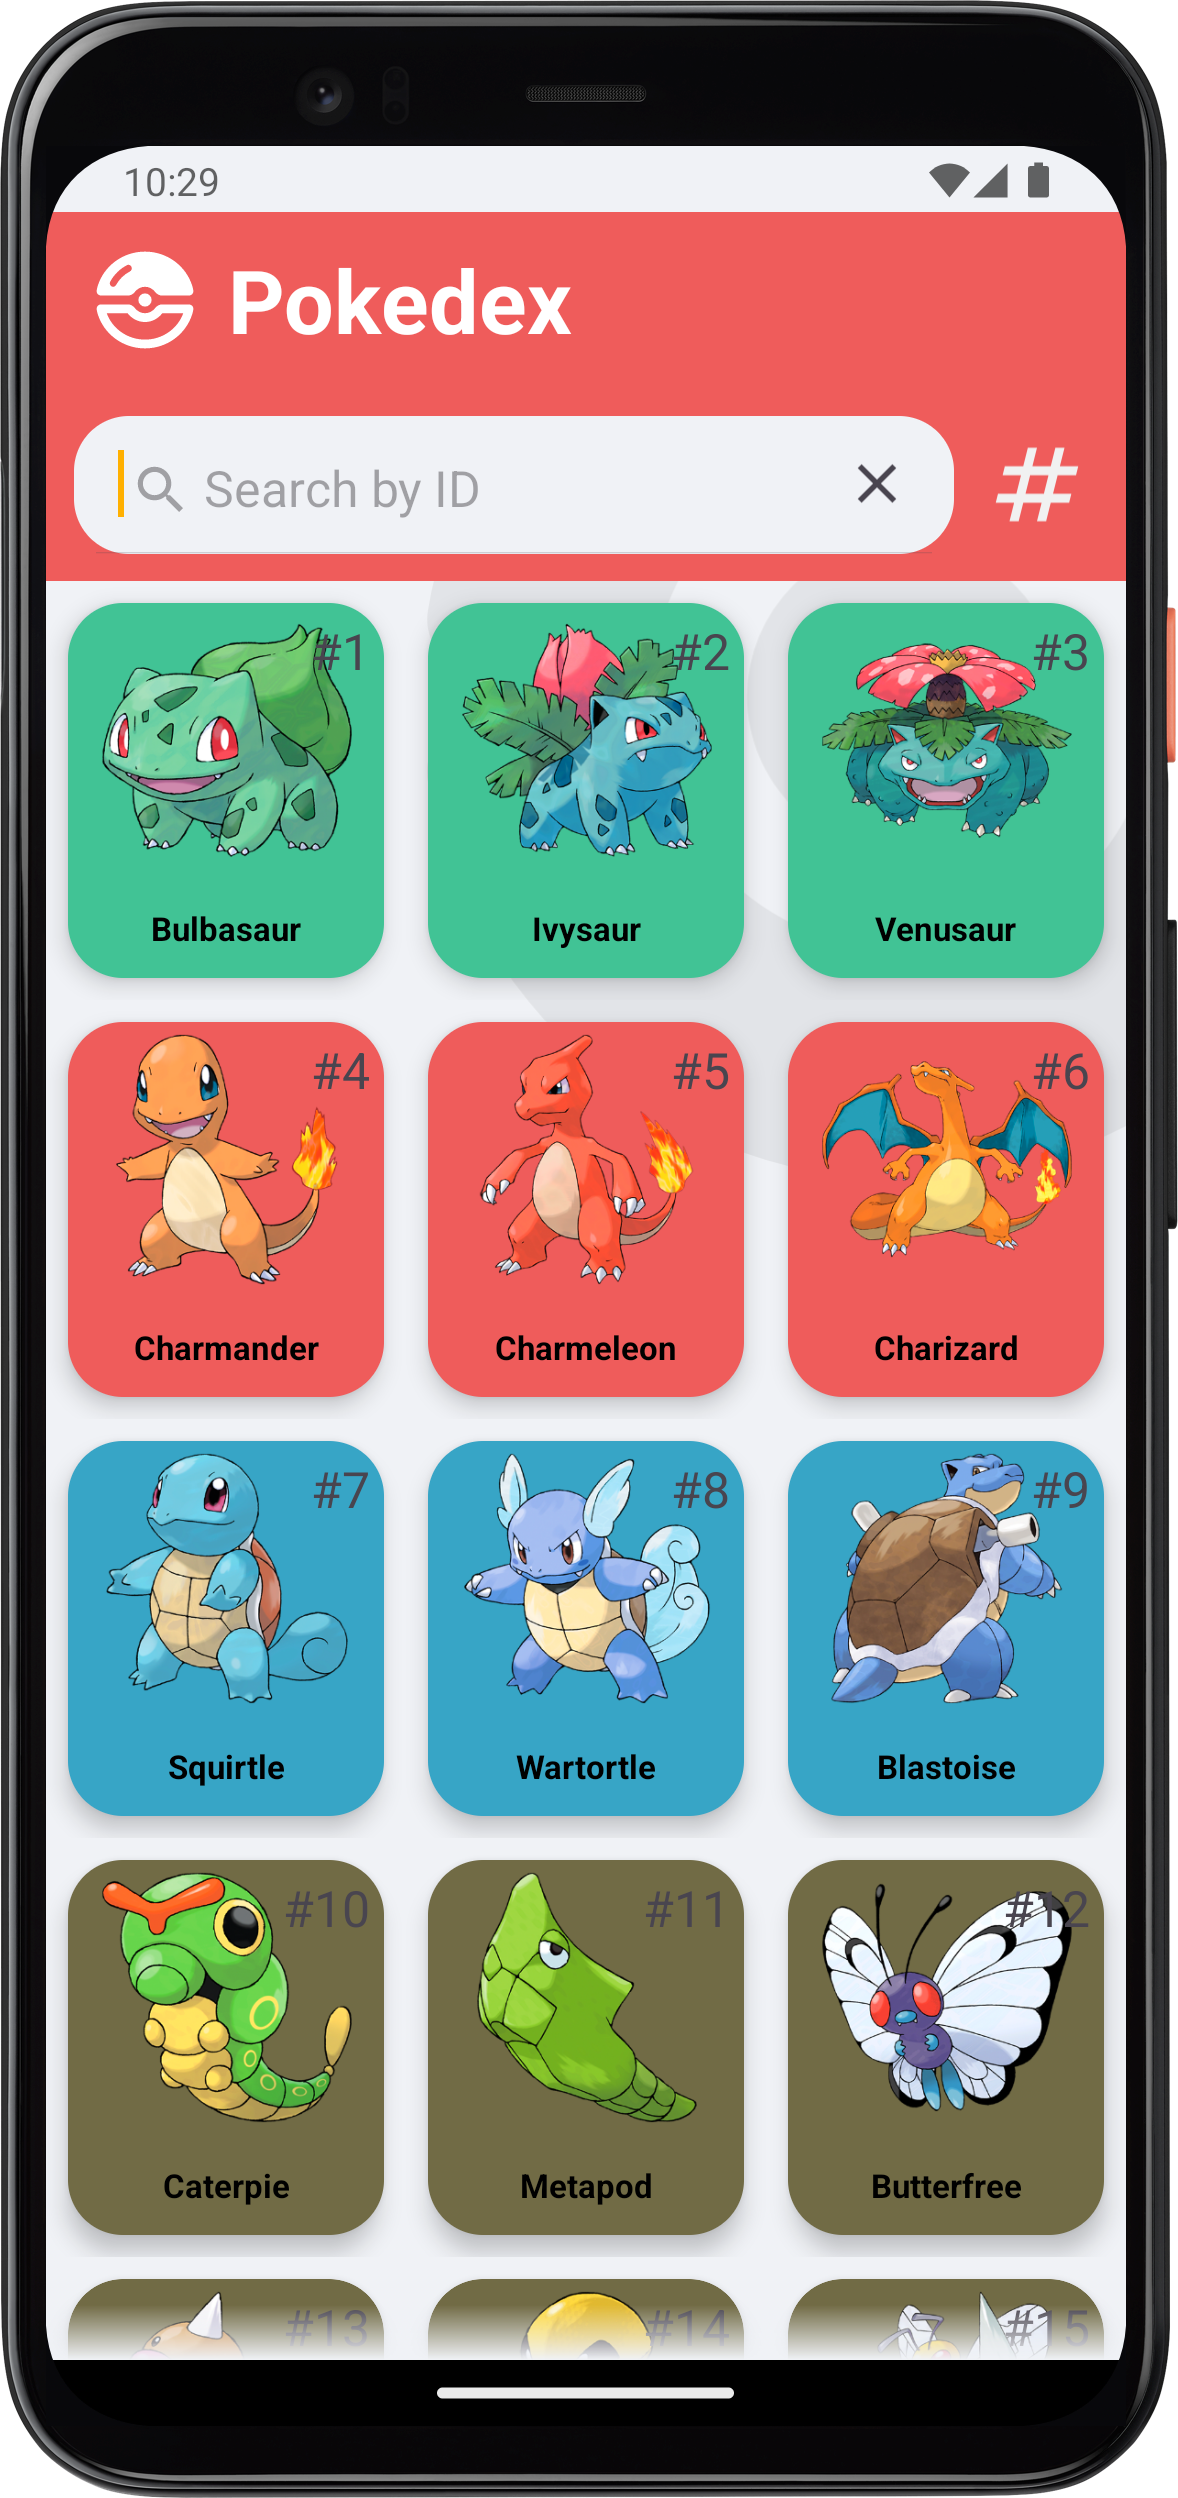 10:29
Pokedex
Search by ID
#
#1 #2 #3
Bulbasaur Ivysaur Venusaur
#4 #5 #6
Charmander Charmeleon Charizard
#7 #8 #9
Squirtle Wartortle Blastoise
#10 #11 #12
Caterpie Metapod Butterfree
#13 #14 #15